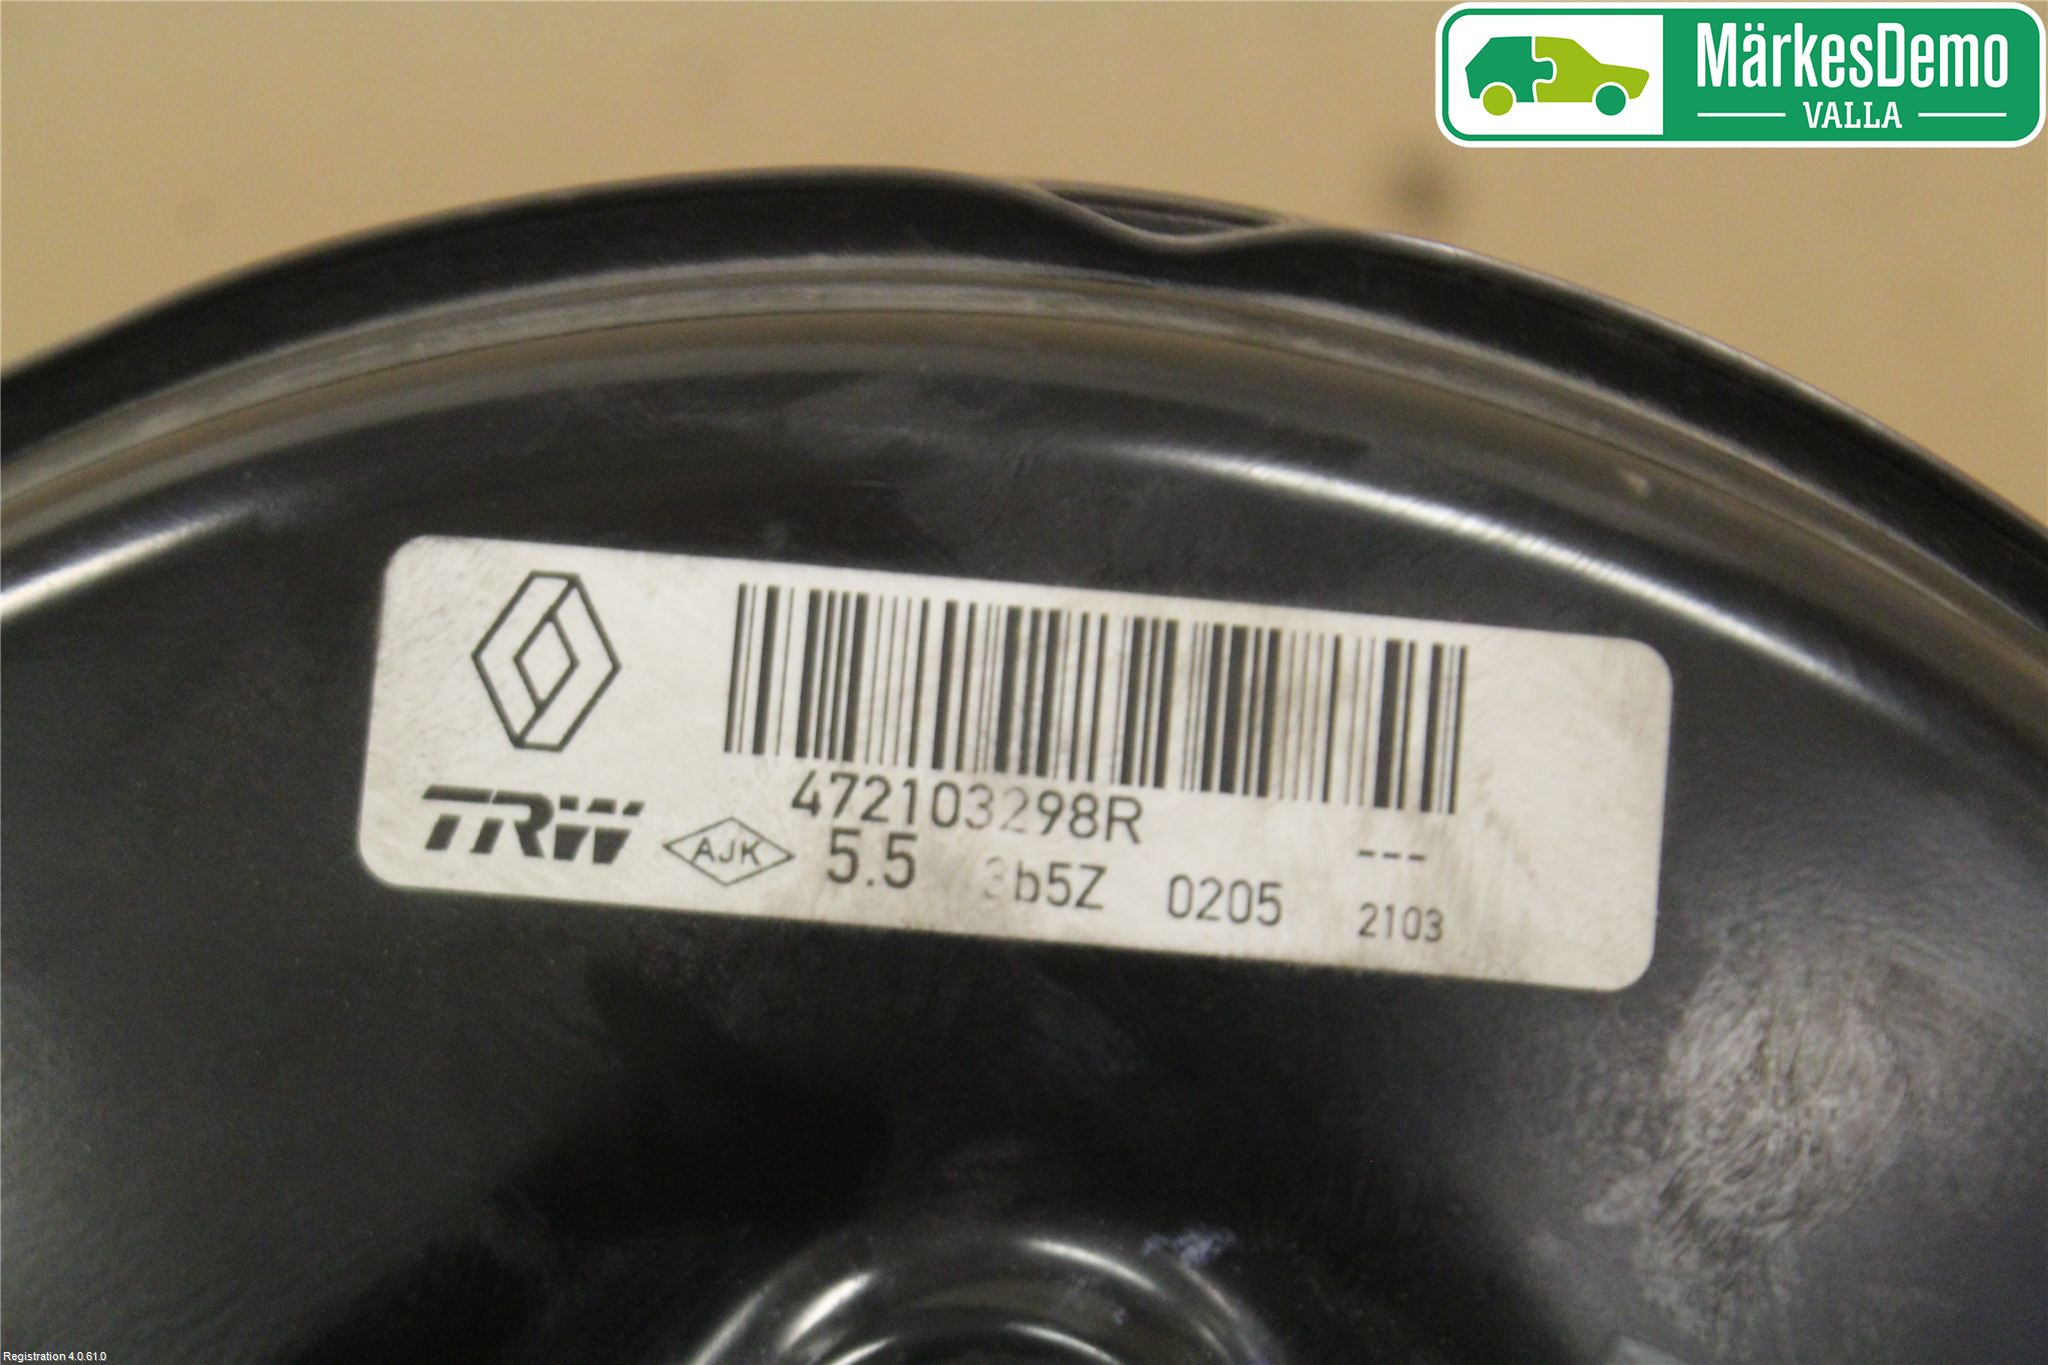 MärkesDemo
VALLA
472103298R
TRW AJK 5.5 3b5Z 0205 ---
2103
Registration 4.0.61.0